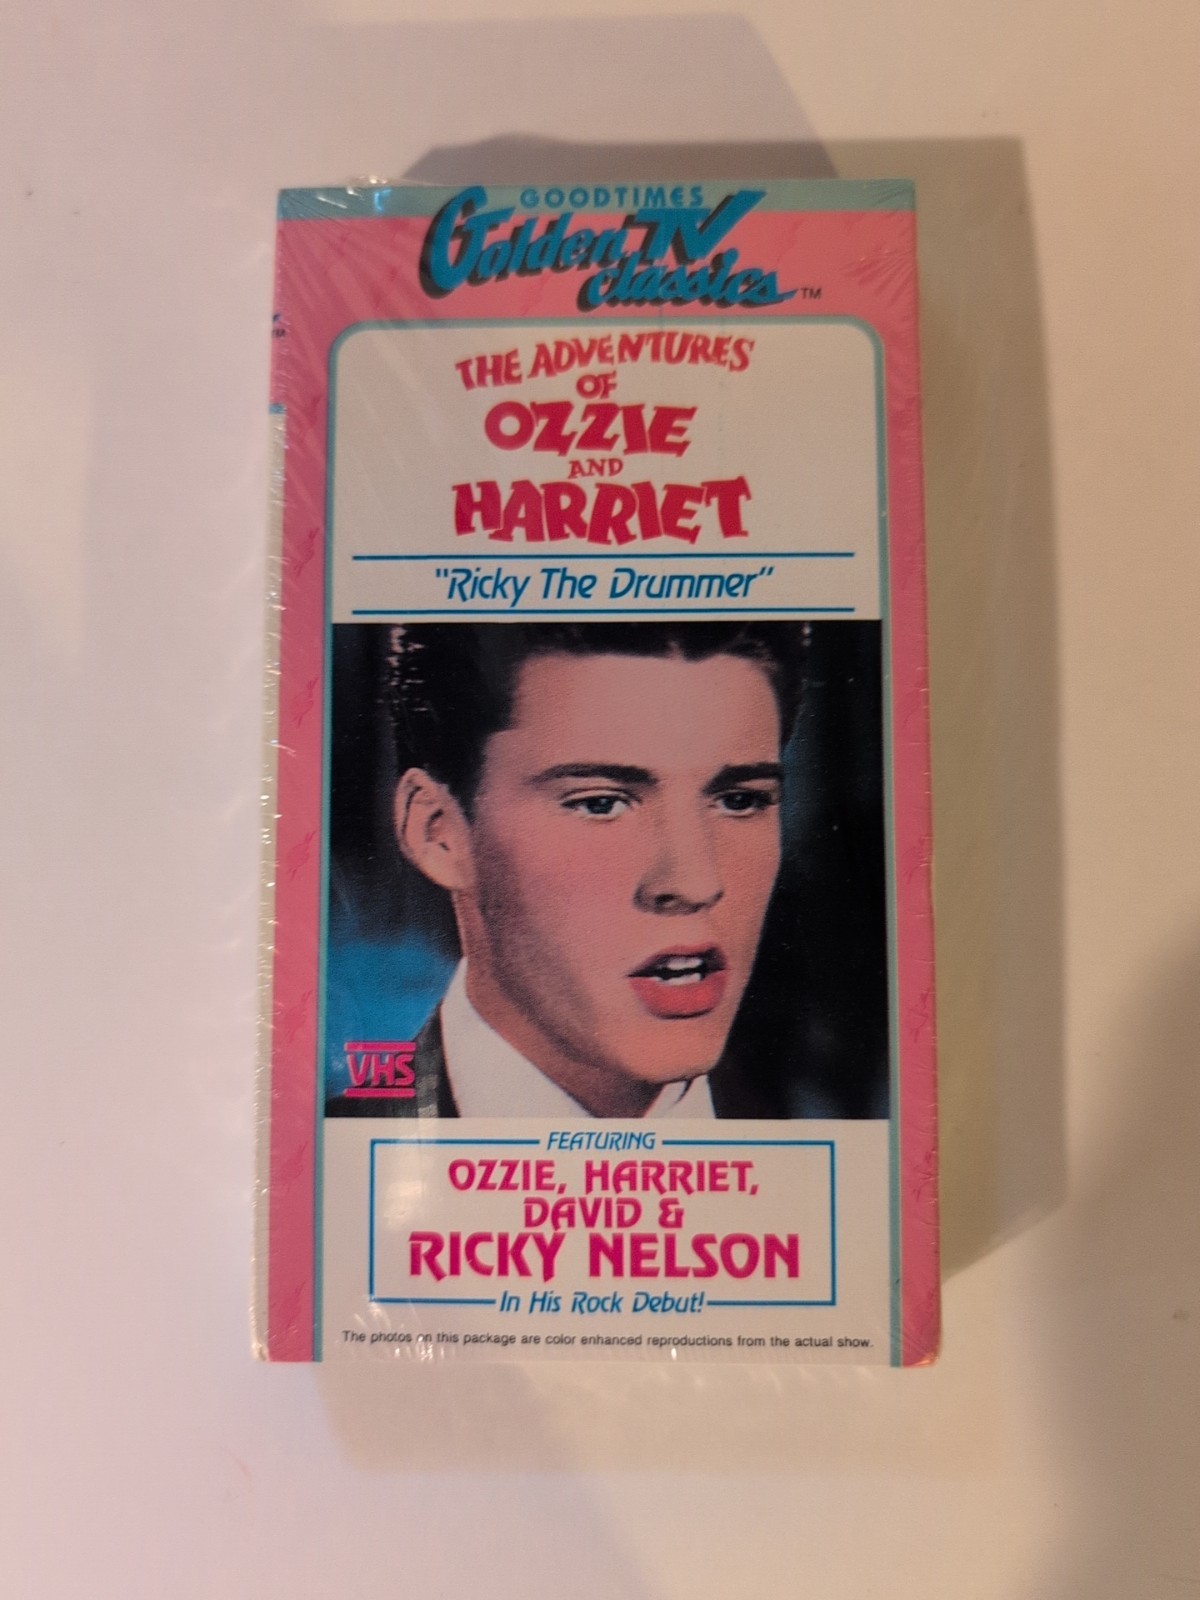 GOODTIMES
Golden TV
classics TM
THE ADVENTURES
OF
OZZIE
AND
HARRIET
"Ricky The Drummer"
VHS
FEATURING
OZZIE, HARRIET,
DAVID &
RICKY NELSON
In His Rock Debut!
The photos on this package are color enhanced reproductions from the actual show.